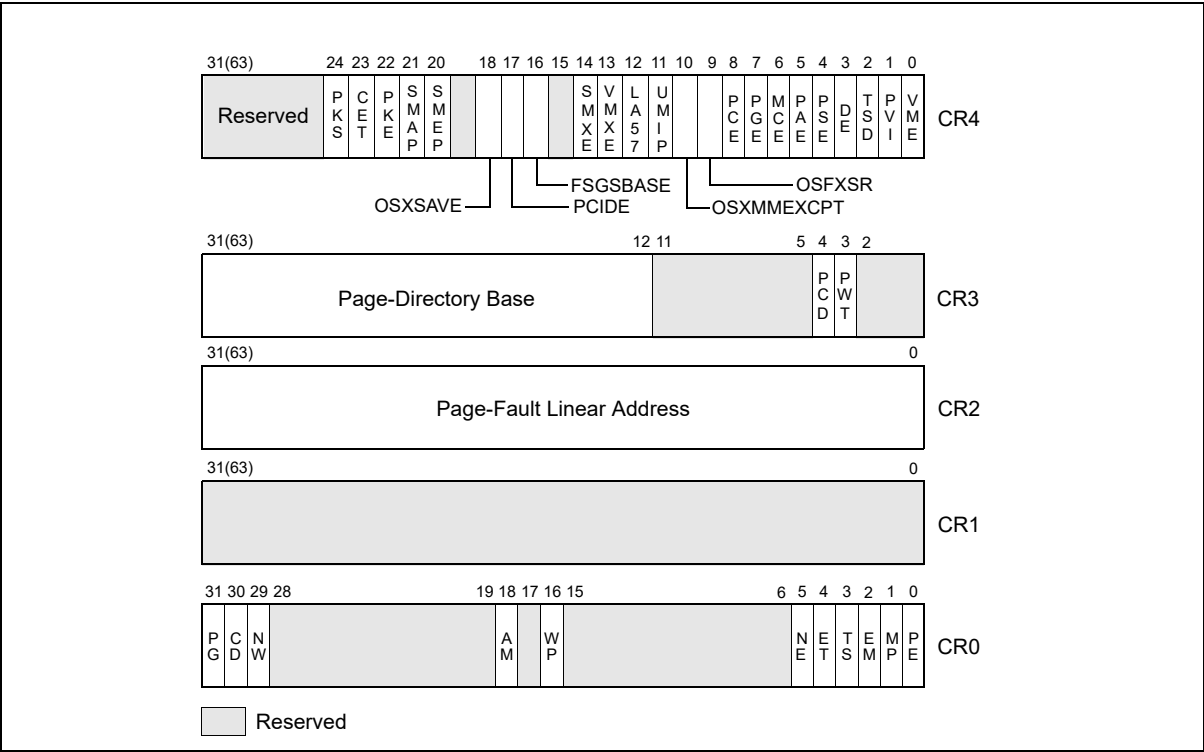 31(63) 24 23 22 21 20 18 17 16 15 14 13 12 11 10 9 8 7 6 5 4 3 2 1 0
Reserved PKS CET PKE SMAP SMEP SMXE VMXE LA57 UMIP PCE PGE MCE PAE PSE DE TSD PVI VME CR4
FSGSBASE OSFXSR
OSXSAVE PCIDE OSXMMEXCPT
31(63) 12 11 5 4 3 2
Page-Directory Base PCD PWT CR3
31(63) 0
Page-Fault Linear Address CR2
31(63) 0
CR1
31 30 29 28 19 18 17 16 15 6 5 4 3 2 1 0
PG CD NW AM WP NE ET TS EM MP PE CR0
Reserved